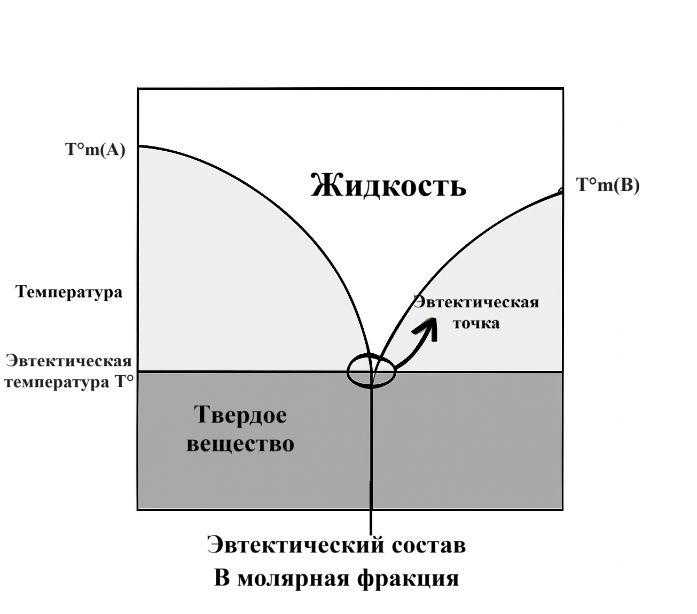 T°m(A)
Жидкость
T°m(B)
Температура
Эвтектическая
точка
Эвтектическая
температура T°
Твердое
вещество
Эвтектический состав
В молярная фракция